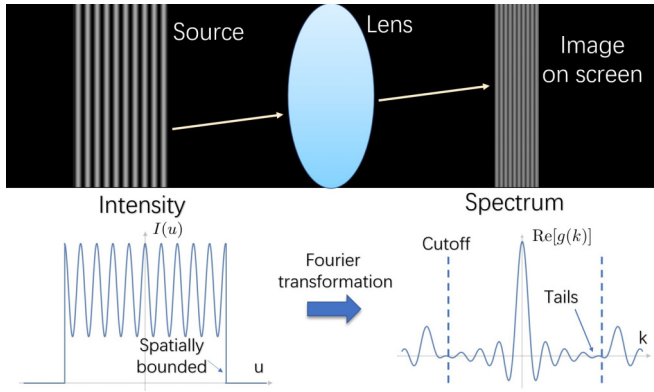 Source
Lens
Image
on screen
Intensity
I(u)
Spatially
bounded
u
Fourier
transformation
Spectrum
Re[g(k)]
Cutoff
Tails
k